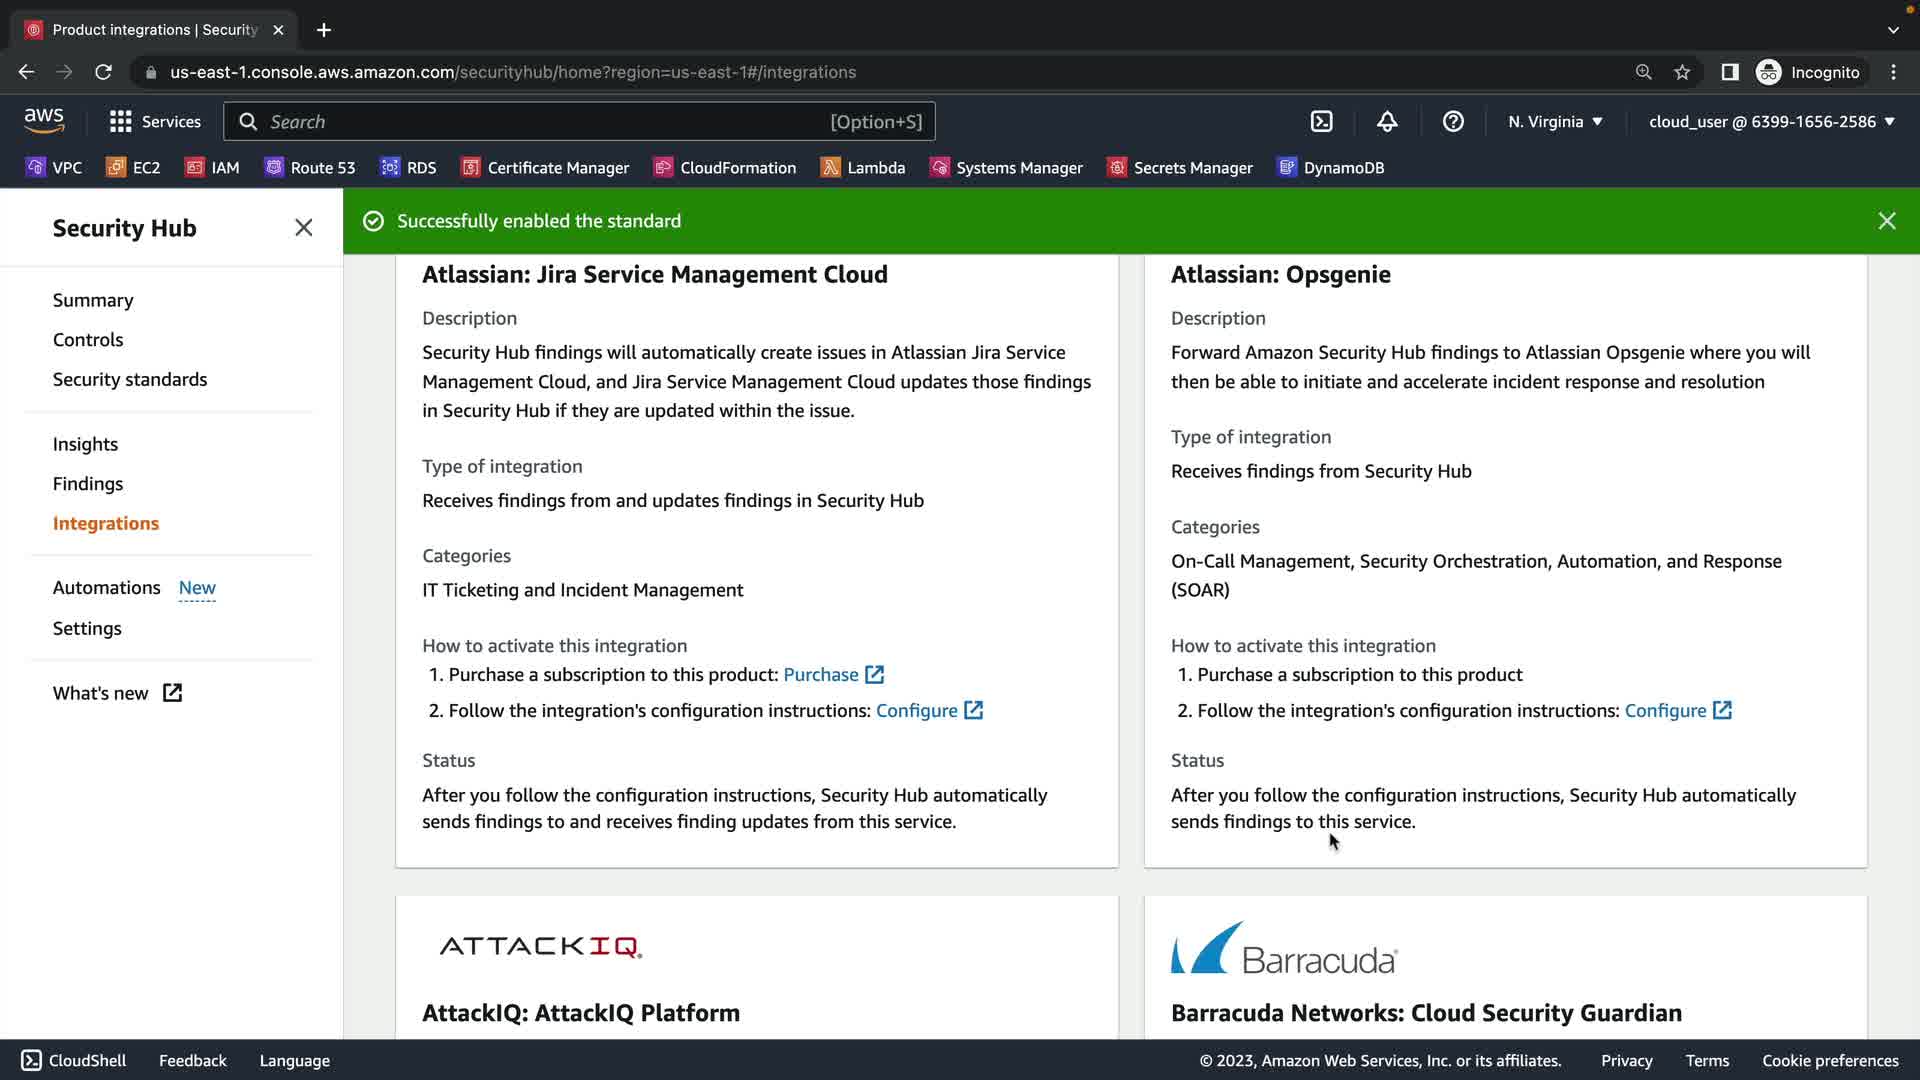 Product integrations | Security
us-east-1.console.aws.amazon.com/securityhub/home?region=us-east-1#/integrations
Incognito
aws
Services
Search
[Option+S]
N. Virginia
cloud_user @ 6399-1656-2586
VPC
EC2
IAM
Route 53
RDS
Certificate Manager
CloudFormation
Lambda
Systems Manager
Secrets Manager
DynamoDB
Security Hub
Successfully enabled the standard
Summary
Controls
Security standards
Insights
Findings
Integrations
Automations New
Settings
What's new
Atlassian: Jira Service Management Cloud
Description
Security Hub findings will automatically create issues in Atlassian Jira Service
Management Cloud, and Jira Service Management Cloud updates those findings
in Security Hub if they are updated within the issue.
Type of integration
Receives findings from and updates findings in Security Hub
Categories
IT Ticketing and Incident Management
How to activate this integration
1. Purchase a subscription to this product: Purchase
2. Follow the integration's configuration instructions: Configure
Status
After you follow the configuration instructions, Security Hub automatically
sends findings to and receives finding updates from this service.
Atlassian: Opsgenie
Description
Forward Amazon Security Hub findings to Atlassian Opsgenie where you will
then be able to initiate and accelerate incident response and resolution
Type of integration
Receives findings from Security Hub
Categories
On-Call Management, Security Orchestration, Automation, and Response
(SOAR)
How to activate this integration
1. Purchase a subscription to this product
2. Follow the integration's configuration instructions: Configure
Status
After you follow the configuration instructions, Security Hub automatically
sends findings to this service.
ATTACKIQ
AttackIQ: AttackIQ Platform
Barracuda
Barracuda Networks: Cloud Security Guardian
CloudShell
Feedback
Language
© 2023, Amazon Web Services, Inc. or its affiliates.
Privacy
Terms
Cookie preferences